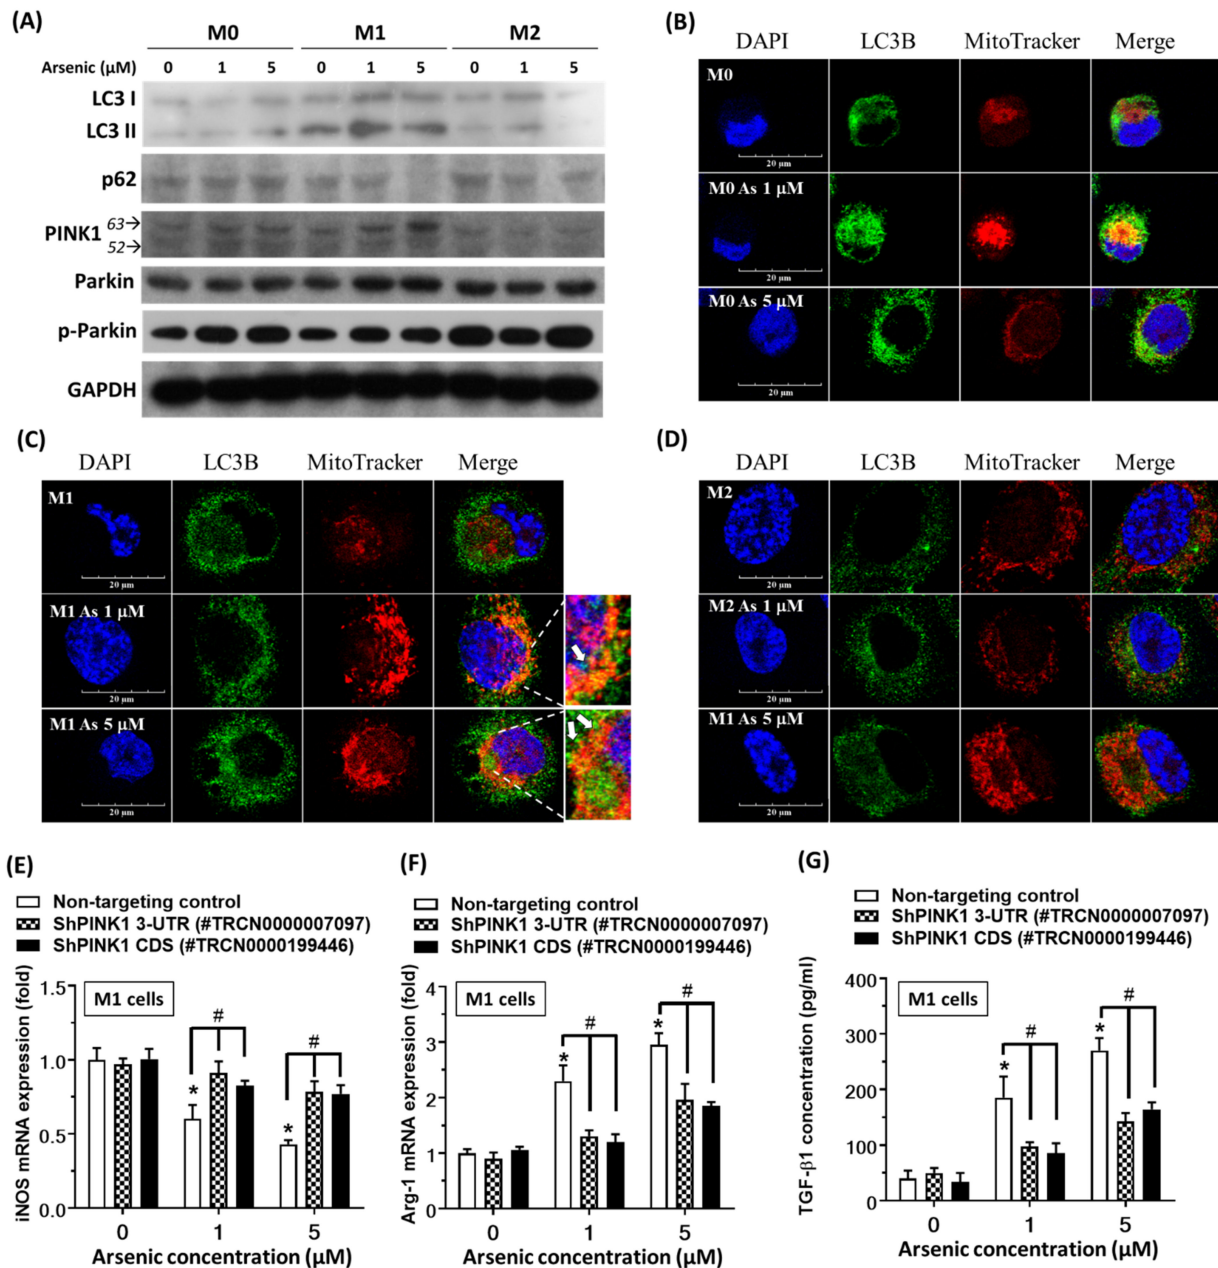 (A)
M0 M1 M2
Arsenic (μM) 0 1 5 0 1 5 0 1 5
LC3 I
LC3 II
p62
PINK1 63→
52→
Parkin
p-Parkin
GAPDH
(B)
DAPI LC3B MitoTracker Merge
M0
20 μm
M0 As 1 μM
20 μm
M0 As 5 μM
20 μm
(C)
DAPI LC3B MitoTracker Merge
M1
20 μm
M1 As 1 μM
20 μm
M1 As 5 μM
20 μm
(D)
DAPI LC3B MitoTracker Merge
M2
20 μm
M2 As 1 μM
20 μm
M1 As 5 μM
20 μm
(E)
Non-targeting control
ShPINK1 3-UTR (#TRCN0000007097)
ShPINK1 CDS (#TRCN0000199446)
iNOS mRNA expression (fold)
1.5
1.0
0.5
0.0
M1 cells
#
#
*
*
0 1 5
Arsenic concentration (μM)
(F)
Non-targeting control
ShPINK1 3-UTR (#TRCN0000007097)
ShPINK1 CDS (#TRCN0000199446)
Arg-1 mRNA expression (fold)
4
3
2
1
0
M1 cells
#
#
*
*
0 1 5
Arsenic concentration (μM)
(G)
Non-targeting control
ShPINK1 3-UTR (#TRCN0000007097)
ShPINK1 CDS (#TRCN0000199446)
TGF-β1 concentration (pg/ml)
400
300
200
100
0
M1 cells
#
#
*
*
0 1 5
Arsenic concentration (μM)